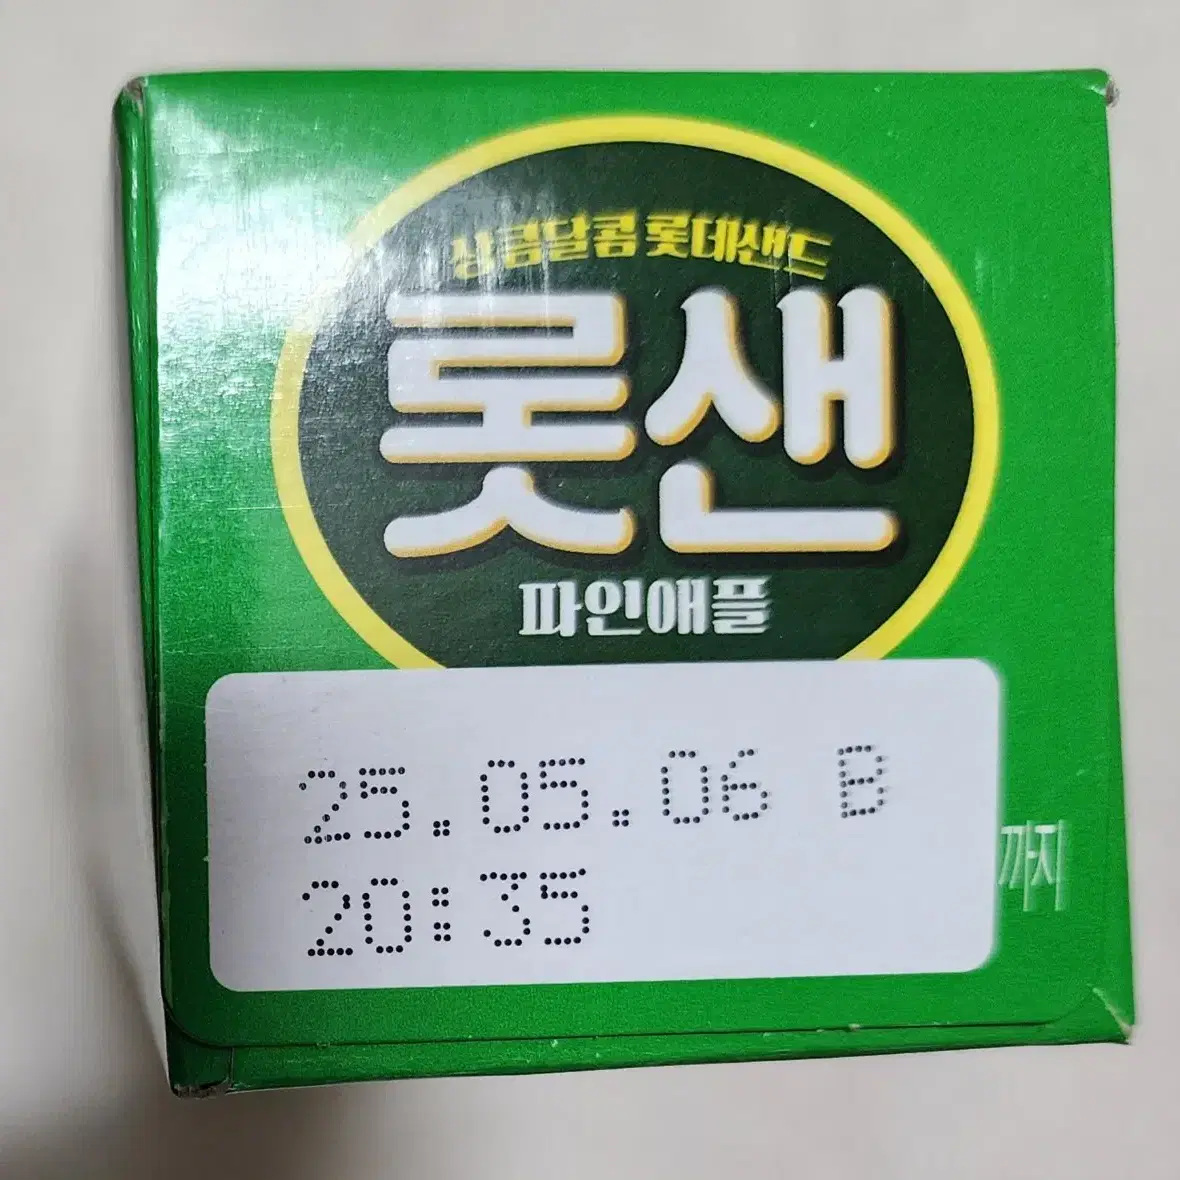 상큼달콤 롯데샌드
롯샌
파인애플
25.05.06 B
20:35
까지